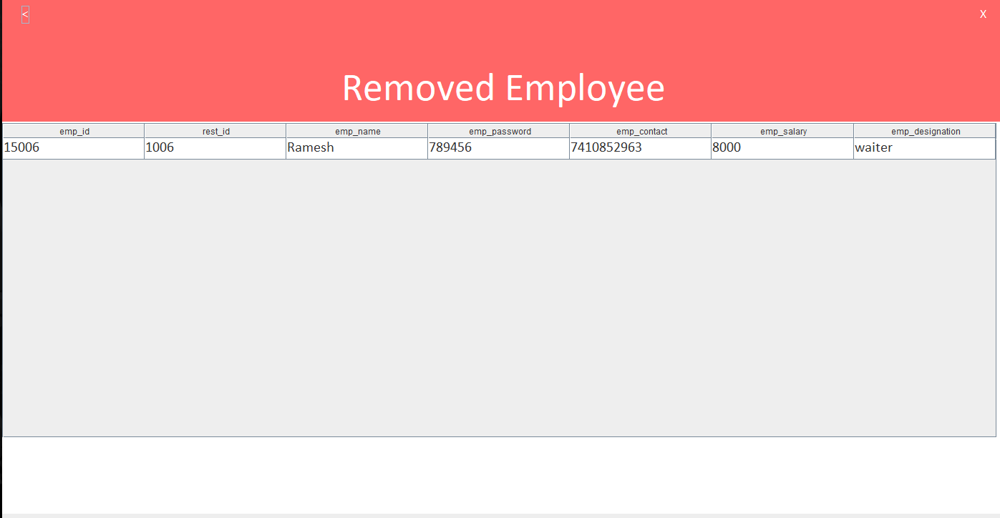 < X
Removed Employee
emp_id rest_id emp_name emp_password emp_contact emp_salary emp_designation
15006 1006 Ramesh 789456 7410852963 8000 waiter